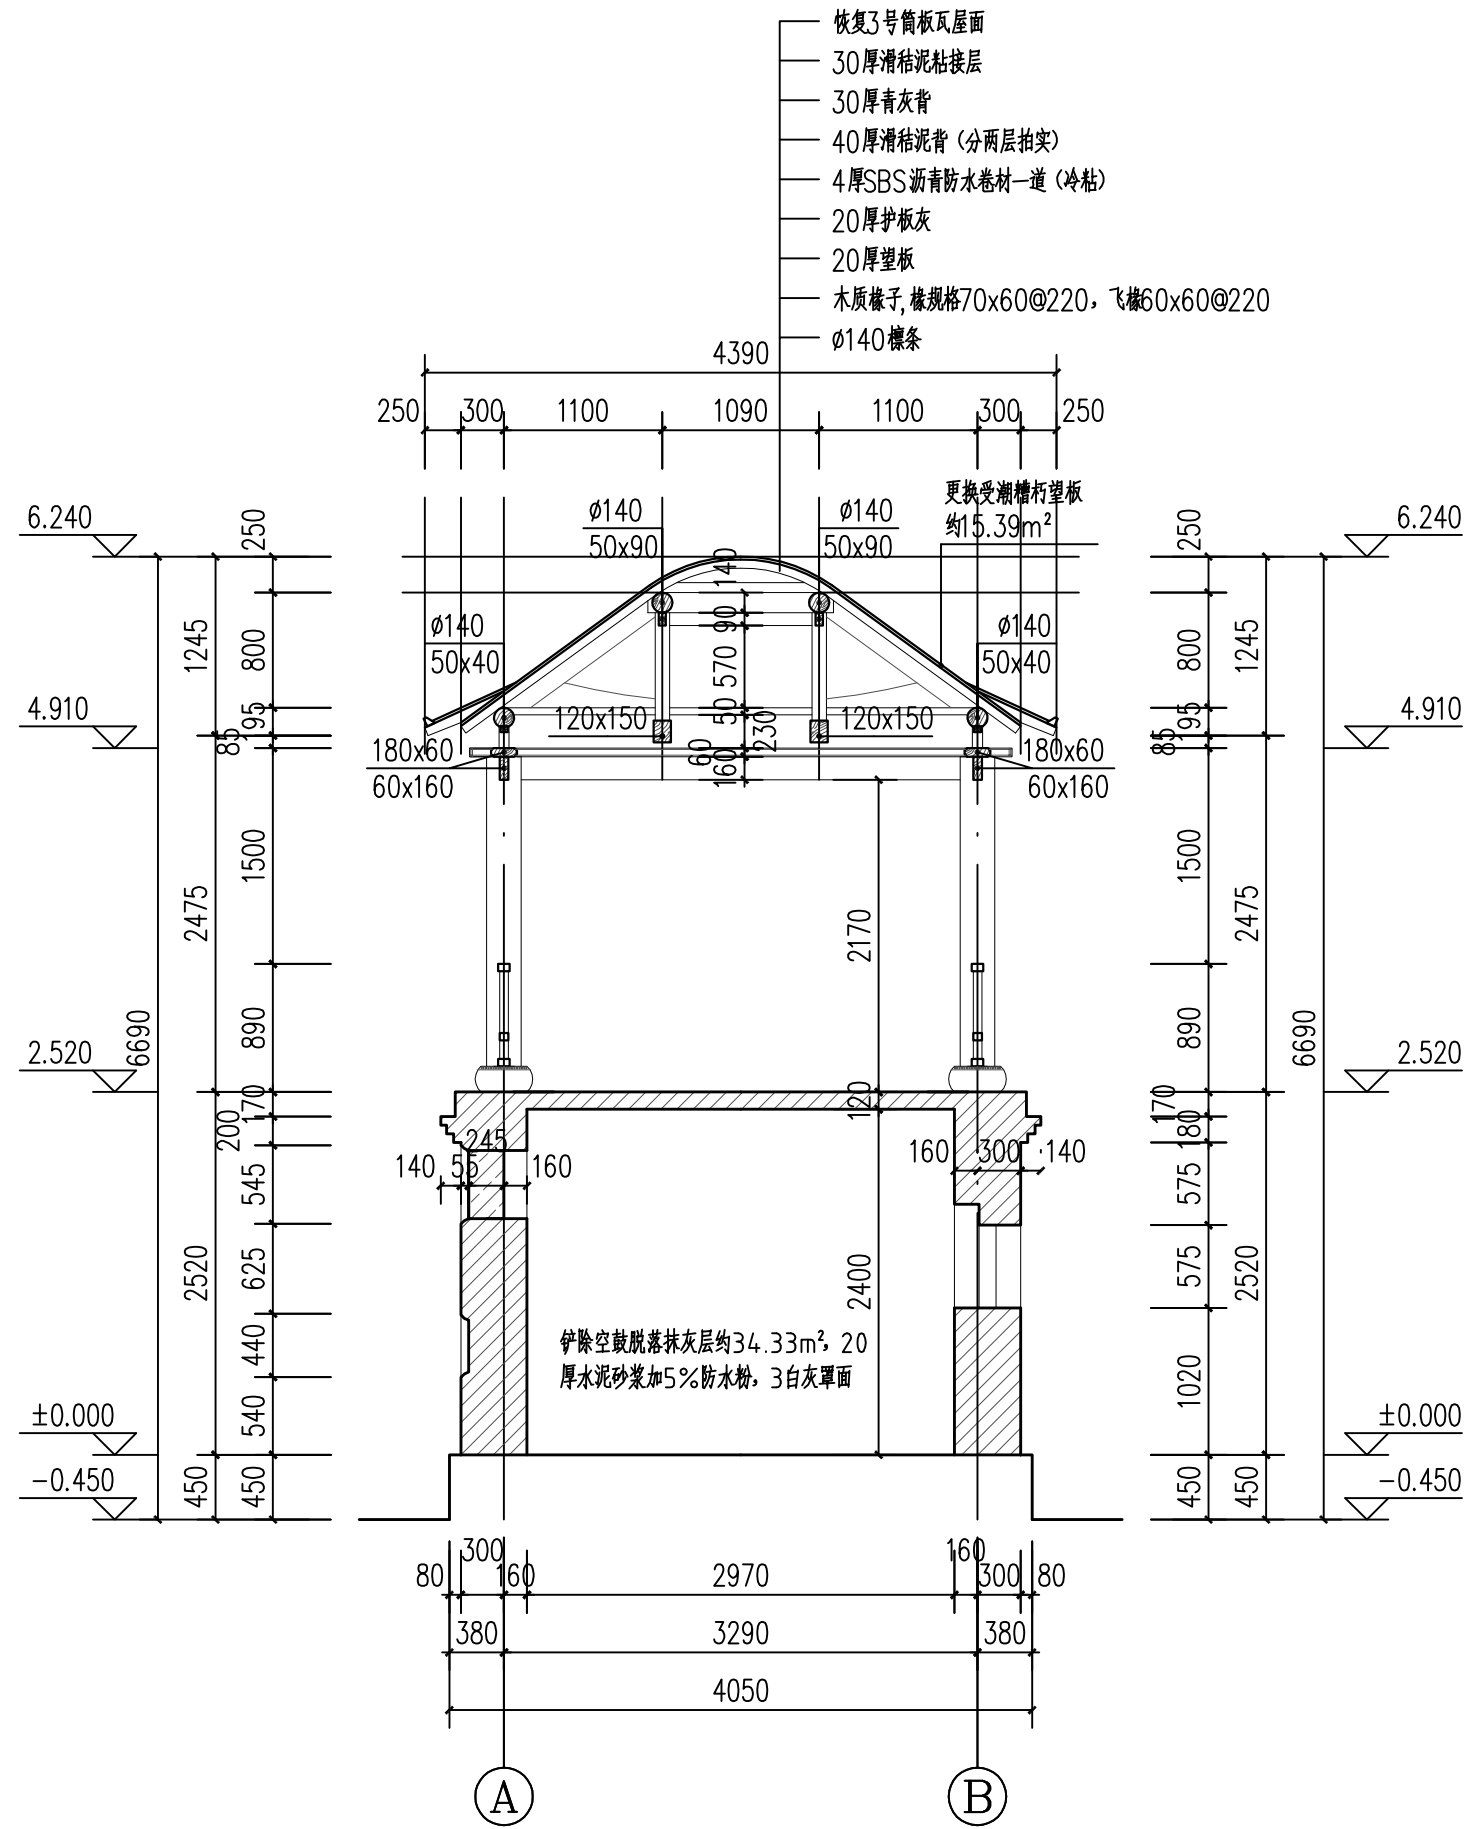 恢复3号筒板瓦屋面
30厚滑秸泥粘接层
30厚青灰背
40厚滑秸泥背（分两层拍实）
4厚SBS沥青防水卷材一道（冷粘）
20厚护板灰
20厚望板
木质椽子,椽规格70x60@220，飞椽60x60@220
ø140檩条
4390
250 300 1100 1090 1100 300 250
更换受潮糟朽望板
约15.39m²
6.240
250
ø140
50x90
140
ø140
50x90
250
6.240
1245
800
ø140
50x40
90
570
ø140
50x40
800
1245
4.910
195
85
120x150
50
230
120x150
195
85
4.910
180x60
60x160
60
160
180x60
60x160
1500
2475
2170
1500
2475
6690
890
890
6690
2.520
2.520
170
200
120
170
180
245
140 55 160
160 300 140
545
575
2520
625
2400
575
2520
440
铲除空鼓脱落抹灰层约34.33m²，20
厚水泥砂浆加5%防水粉，3白灰罩面
540
1020
±0.000
±0.000
-0.450
450
450
450
450
-0.450
300
160
80 160 2970 300 80
380 3290 380
4050
A B